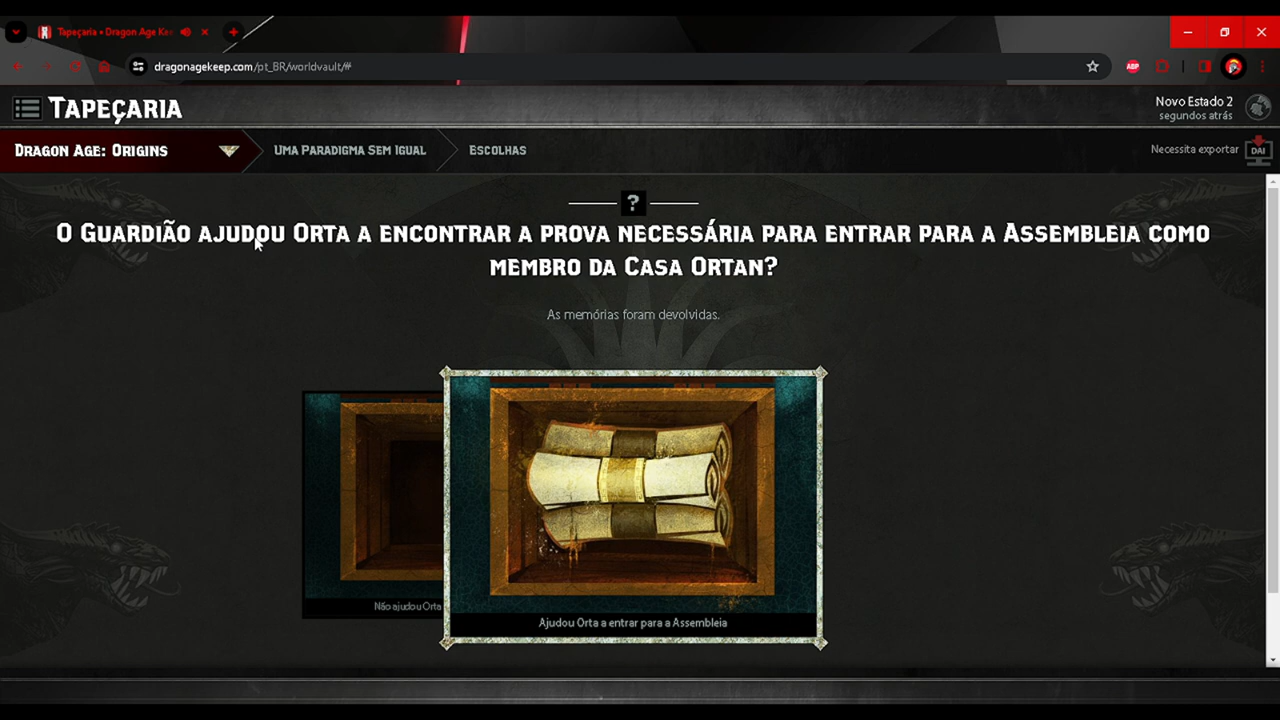 Tapeçaria • Dragon Age Kee
dragonagekeep.com/pt_BR/worldvault/#
ABP
Tapeçaria
Novo Estado 2
segundos atrás
Dragon Age: Origins
Uma Paradigma Sem Igual
Escolhas
Necessita exportar
DAI
?
O Guardião ajudou Orta a encontrar a prova necessária para entrar para a Assembleia como
membro da Casa Ortan?
As memórias foram devolvidas.
Não ajudou Orta
Ajudou Orta a entrar para a Assembleia